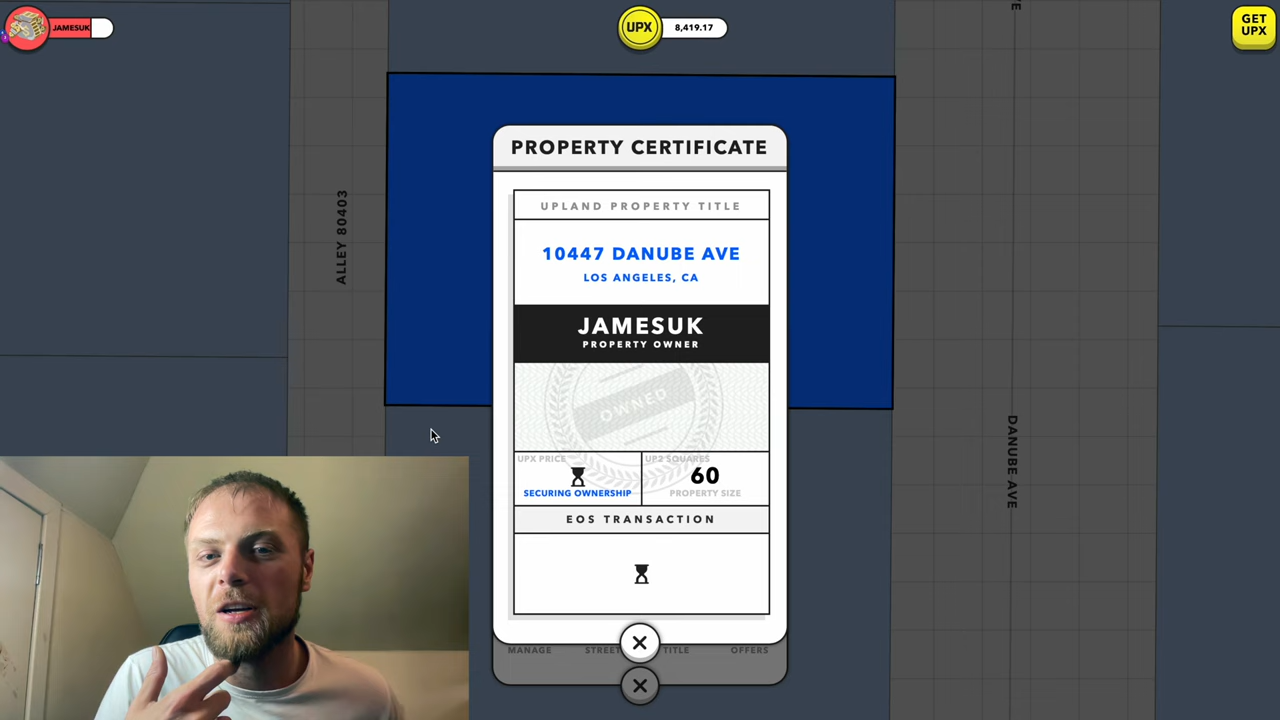 JAMESUK
UPX
8,419.17
GET
UPX
ALLEY 80403
DANUBE AVE
PROPERTY CERTIFICATE
UPLAND PROPERTY TITLE
10447 DANUBE AVE
LOS ANGELES, CA
JAMESUK
PROPERTY OWNER
OWNED
UPX PRICE
SECURING OWNERSHIP
UP2 SQUARES
60
PROPERTY SIZE
EOS TRANSACTION
MANAGE
STREET
TITLE
OFFERS